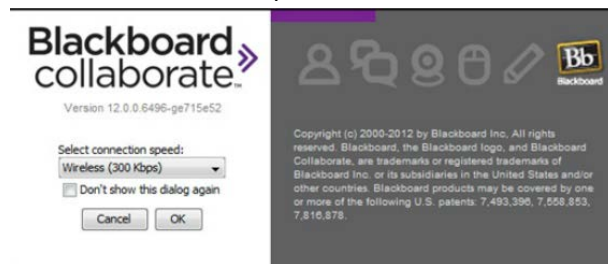 Blackboard
collaborate™
Version 12.0.0.6496-ge715e52
Select connection speed:
Wireless (300 Kbps)
Don't show this dialog again
Cancel OK
Bb
Blackboard
Copyright (c) 2000-2012 by Blackboard Inc, All rights
reserved. Blackboard, the Blackboard logo, and Blackboard
Collaborate, are trademarks or registered trademarks of
Blackboard Inc. or its subsidiaries in the United States and/or
other countries. Blackboard products may be covered by one
or more of the following U.S. patents: 7,493,396, 7,558,853,
7,816,878.